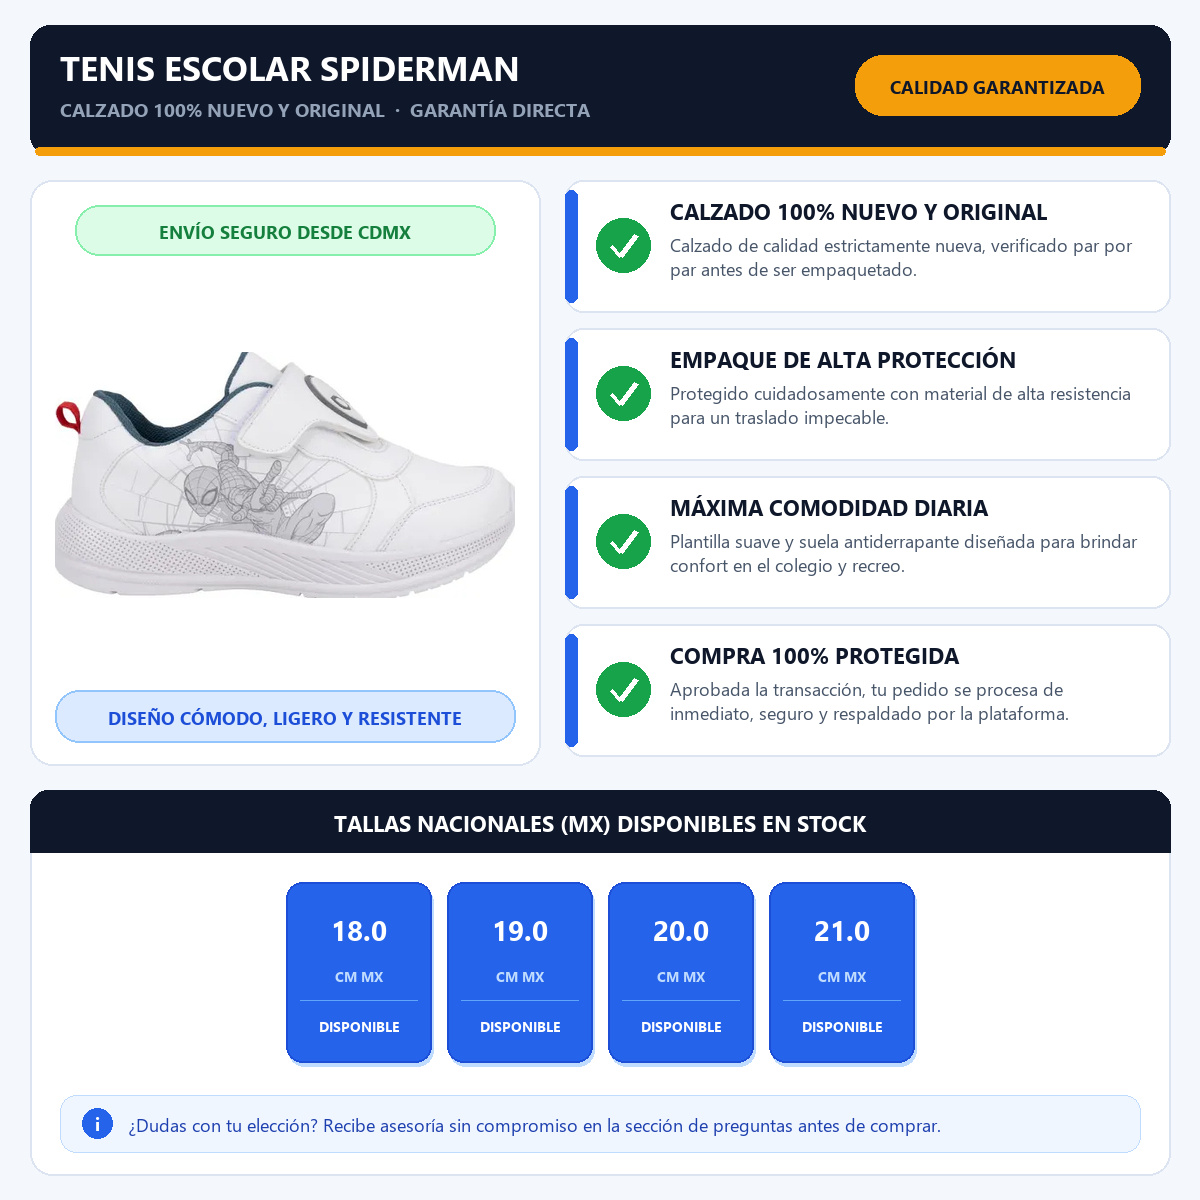 TENIS ESCOLAR SPIDERMAN
CALZADO 100% NUEVO Y ORIGINAL · GARANTÍA DIRECTA
CALIDAD GARANTIZADA
ENVÍO SEGURO DESDE CDMX
DISEÑO CÓMODO, LIGERO Y RESISTENTE
CALZADO 100% NUEVO Y ORIGINAL
Calzado de calidad estrictamente nueva, verificado par por
par antes de ser empaquetado.
EMPAQUE DE ALTA PROTECCIÓN
Protegido cuidadosamente con material de alta resistencia
para un traslado impecable.
MÁXIMA COMODIDAD DIARIA
Plantilla suave y suela antiderrapante diseñada para brindar
confort en el colegio y recreo.
COMPRA 100% PROTEGIDA
Aprobada la transacción, tu pedido se procesa de
inmediato, seguro y respaldado por la plataforma.
TALLAS NACIONALES (MX) DISPONIBLES EN STOCK
18.0
CM MX
DISPONIBLE
19.0
CM MX
DISPONIBLE
20.0
CM MX
DISPONIBLE
21.0
CM MX
DISPONIBLE
¿Dudas con tu elección? Recibe asesoría sin compromiso en la sección de preguntas antes de comprar.